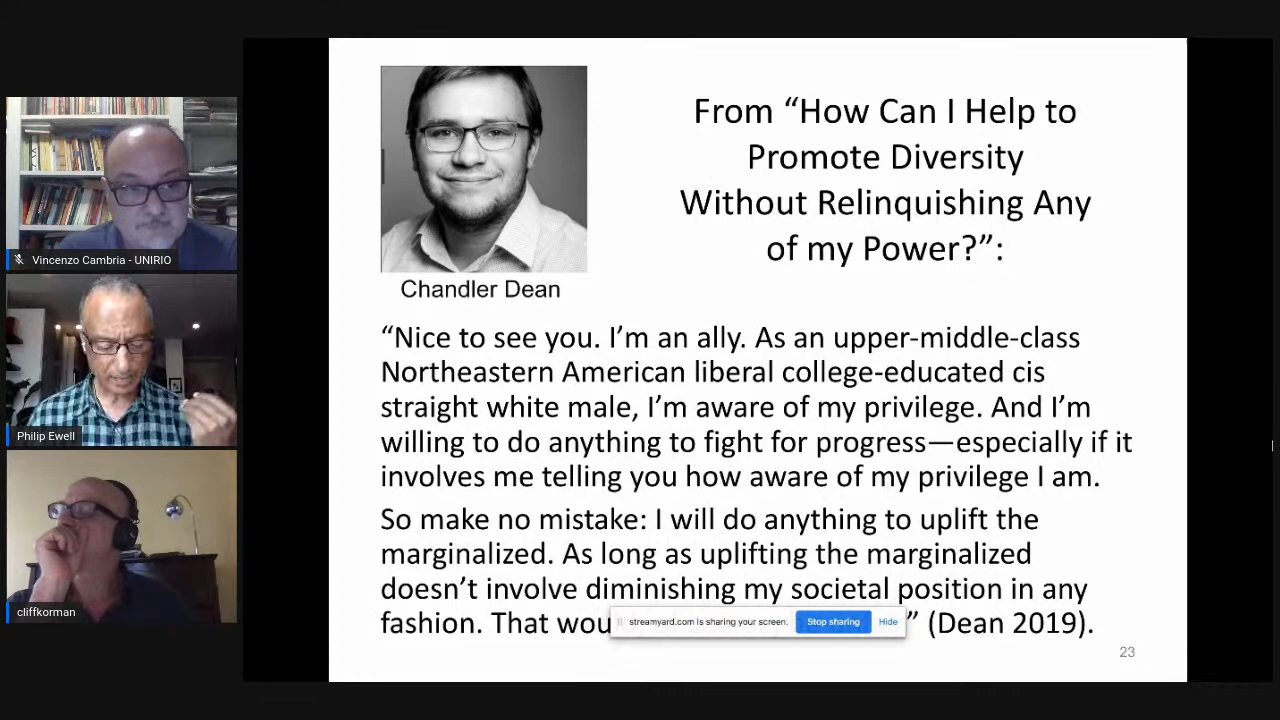 Vincenzo Cambria - UNIRIO
Philip Ewell
cliffkorman
Chandler Dean
From “How Can I Help to
Promote Diversity
Without Relinquishing Any
of my Power?”:
“Nice to see you. I’m an ally. As an upper-middle-class
Northeastern American liberal college-educated cis
straight white male, I’m aware of my privilege. And I’m
willing to do anything to fight for progress—especially if it
involves me telling you how aware of my privilege I am.
So make no mistake: I will do anything to uplift the
marginalized. As long as uplifting the marginalized
doesn’t involve diminishing my societal position in any
fashion. That ” (Dean 2019).
streamyard.com is sharing your screen. Stop sharing Hide
23